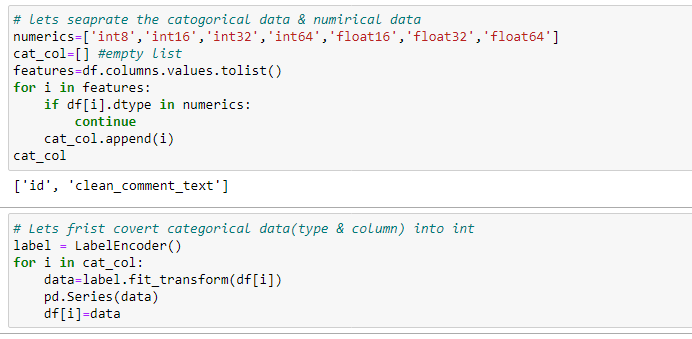 # lets seaprate the catogorical data & numirical data
numerics=['int8','int16','int32','int64','float16','float32','float64']
cat_col=[] #empty list
features=df.columns.values.tolist()
for i in features:
    if df[i].dtype in numerics:
        continue
    cat_col.append(i)
cat_col
['id', 'clean_comment_text']
# Lets frist covert categorical data(type & column) into int
label = LabelEncoder()
for i in cat_col:
    data=label.fit_transform(df[i])
    pd.Series(data)
    df[i]=data